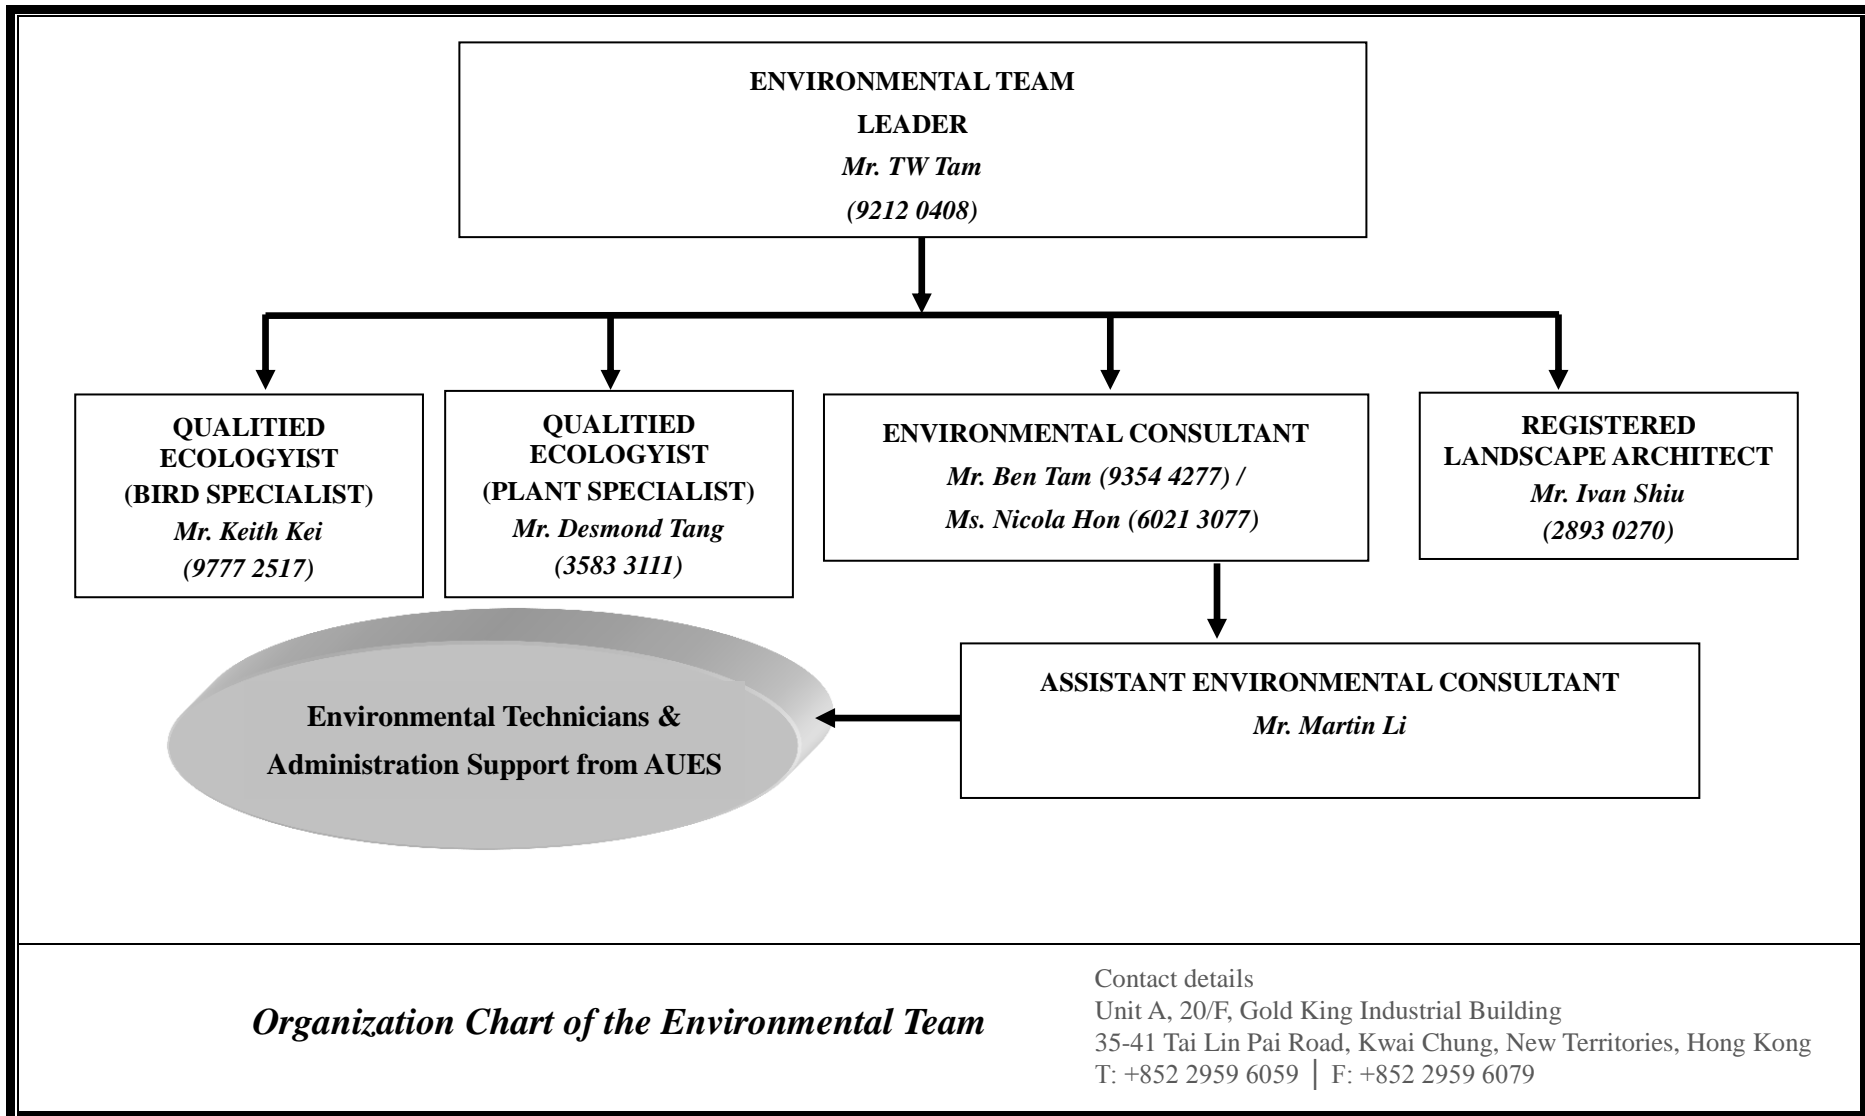 ENVIRONMENTAL TEAM
LEADER
Mr. TW Tam
(9212 0408)
QUALITIED
ECOLOGYIST
(BIRD SPECIALIST)
Mr. Keith Kei
(9777 2517)
QUALITIED
ECOLOGYIST
(PLANT SPECIALIST)
Mr. Desmond Tang
(3583 3111)
ENVIRONMENTAL CONSULTANT
Mr. Ben Tam (9354 4277) /
Ms. Nicola Hon (6021 3077)
REGISTERED
LANDSCAPE ARCHITECT
Mr. Ivan Shiu
(2893 0270)
ASSISTANT ENVIRONMENTAL CONSULTANT
Mr. Martin Li
Environmental Technicians &
Administration Support from AUES
Organization Chart of the Environmental Team
Contact details
Unit A, 20/F, Gold King Industrial Building
35-41 Tai Lin Pai Road, Kwai Chung, New Territories, Hong Kong
T: +852 2959 6059 │ F: +852 2959 6079